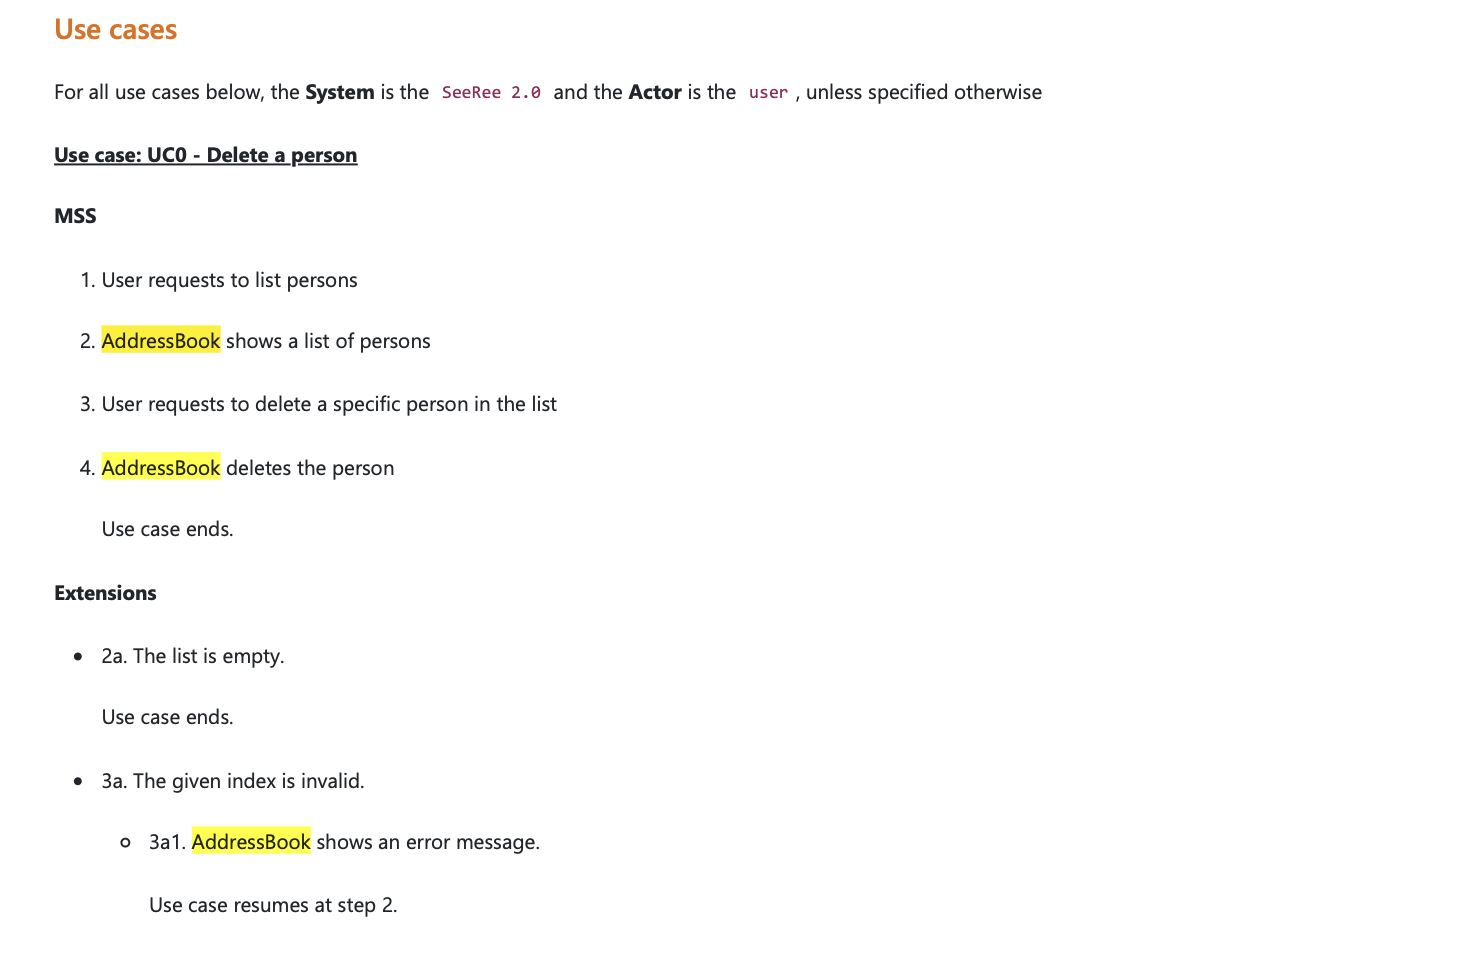 Use cases
For all use cases below, the System is the SeeRee 2.0 and the Actor is the user , unless specified otherwise
Use case: UC0 - Delete a person
MSS
1. User requests to list persons
2. AddressBook shows a list of persons
3. User requests to delete a specific person in the list
4. AddressBook deletes the person
Use case ends.
Extensions
• 2a. The list is empty.
Use case ends.
• 3a. The given index is invalid.
○ 3a1. AddressBook shows an error message.
Use case resumes at step 2.